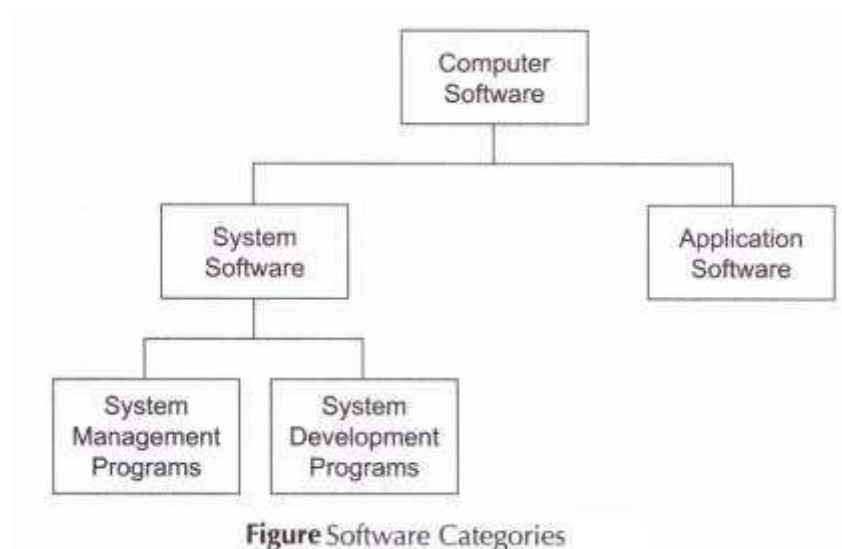 Computer
Software
System
Software
Application
Software
System
Management
Programs
System
Development
Programs
Figure Software Categories